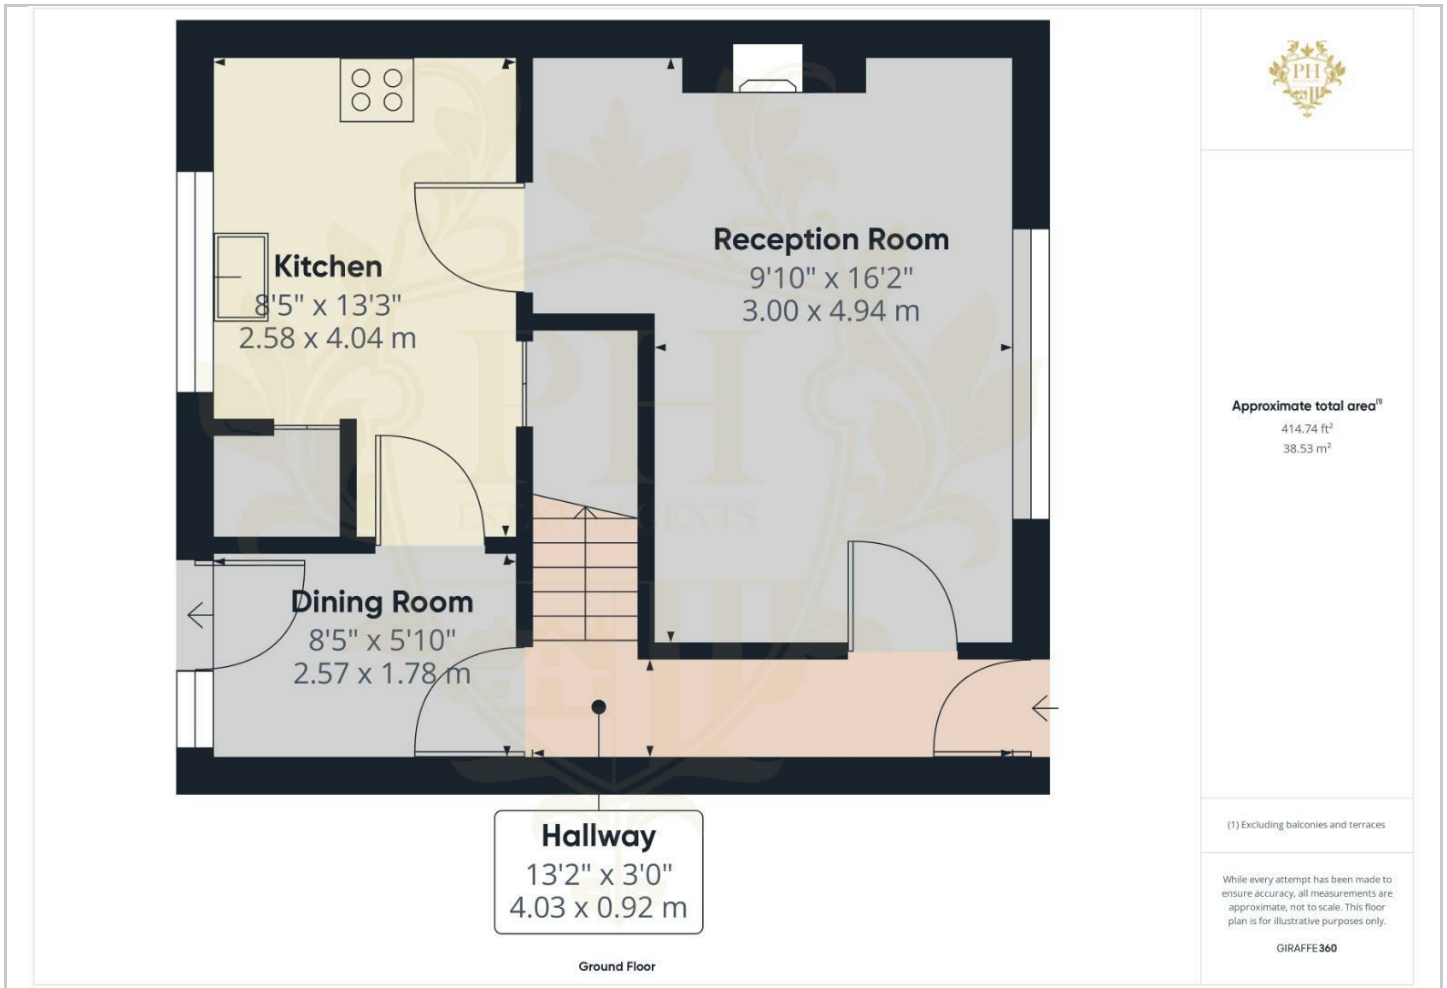 PH
Kitchen
8'5" x 13'3"
2.58 x 4.04 m
Reception Room
9'10" x 16'2"
3.00 x 4.94 m
PH
ESTATE AGENTS
Dining Room
8'5" x 5'10"
2.57 x 1.78 m
Hallway
13'2" x 3'0"
4.03 x 0.92 m
Ground Floor
Approximate total area⁽¹⁾
414.74 ft²
38.53 m²
(1) Excluding balconies and terraces
While every attempt has been made to
ensure accuracy, all measurements are
approximate, not to scale. This floor
plan is for illustrative purposes only.
GIRAFFE360